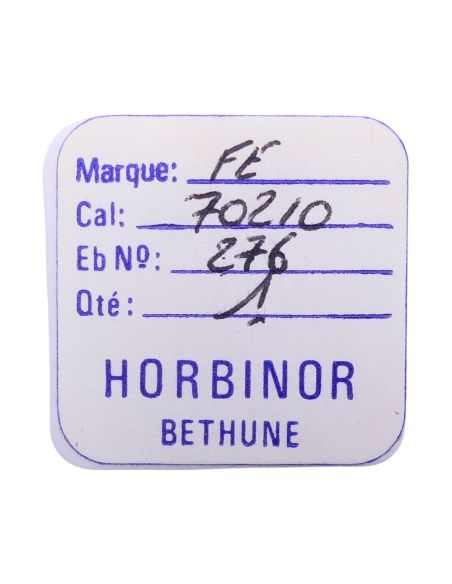 Marque: FE
Cal: 70210
Eb Nº: 276
Qté: 1
HORBINOR
BETHUNE